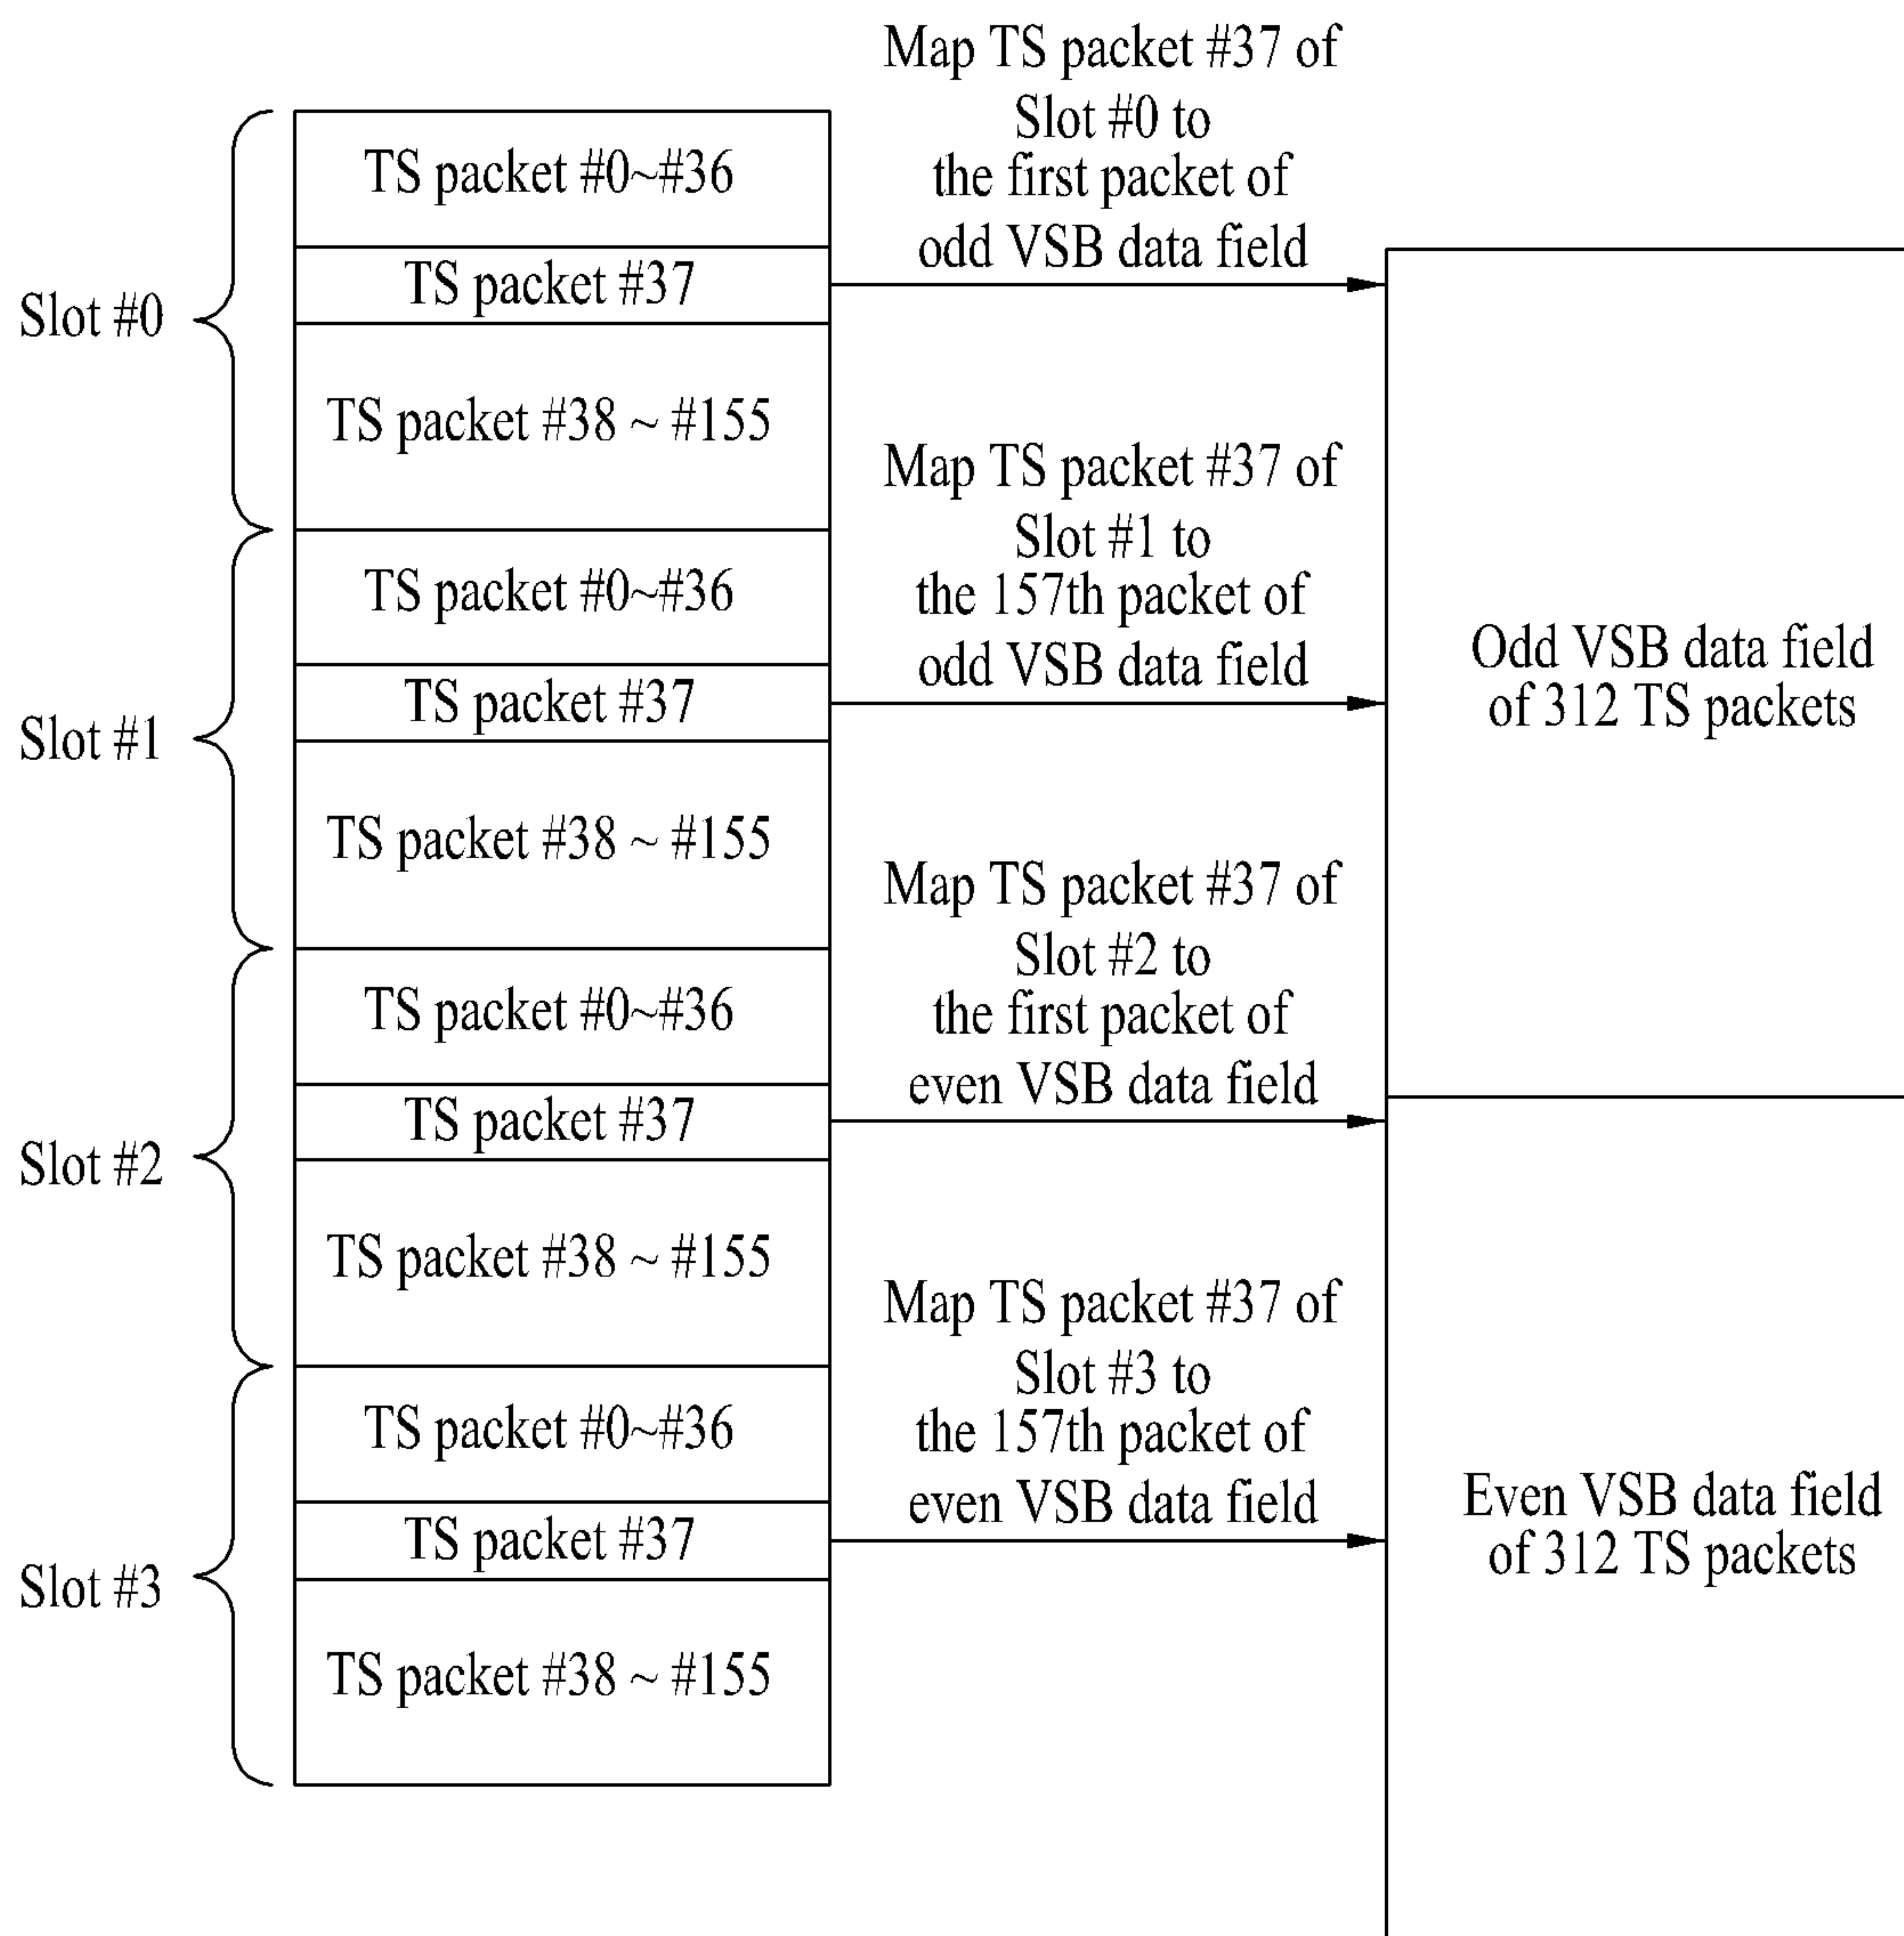 Map TS packet #37 of
Slot #0 to
the first packet of
odd VSB data field
Slot #0
TS packet #0~#36
TS packet #37
TS packet #38 ~ #155
Map TS packet #37 of
Slot #1 to
the 157th packet of
odd VSB data field
Slot #1
TS packet #0~#36
TS packet #37
TS packet #38 ~ #155
Odd VSB data field
of 312 TS packets
Map TS packet #37 of
Slot #2 to
the first packet of
even VSB data field
Slot #2
TS packet #0~#36
TS packet #37
TS packet #38 ~ #155
Map TS packet #37 of
Slot #3 to
the 157th packet of
even VSB data field
Slot #3
TS packet #0~#36
TS packet #37
TS packet #38 ~ #155
Even VSB data field
of 312 TS packets